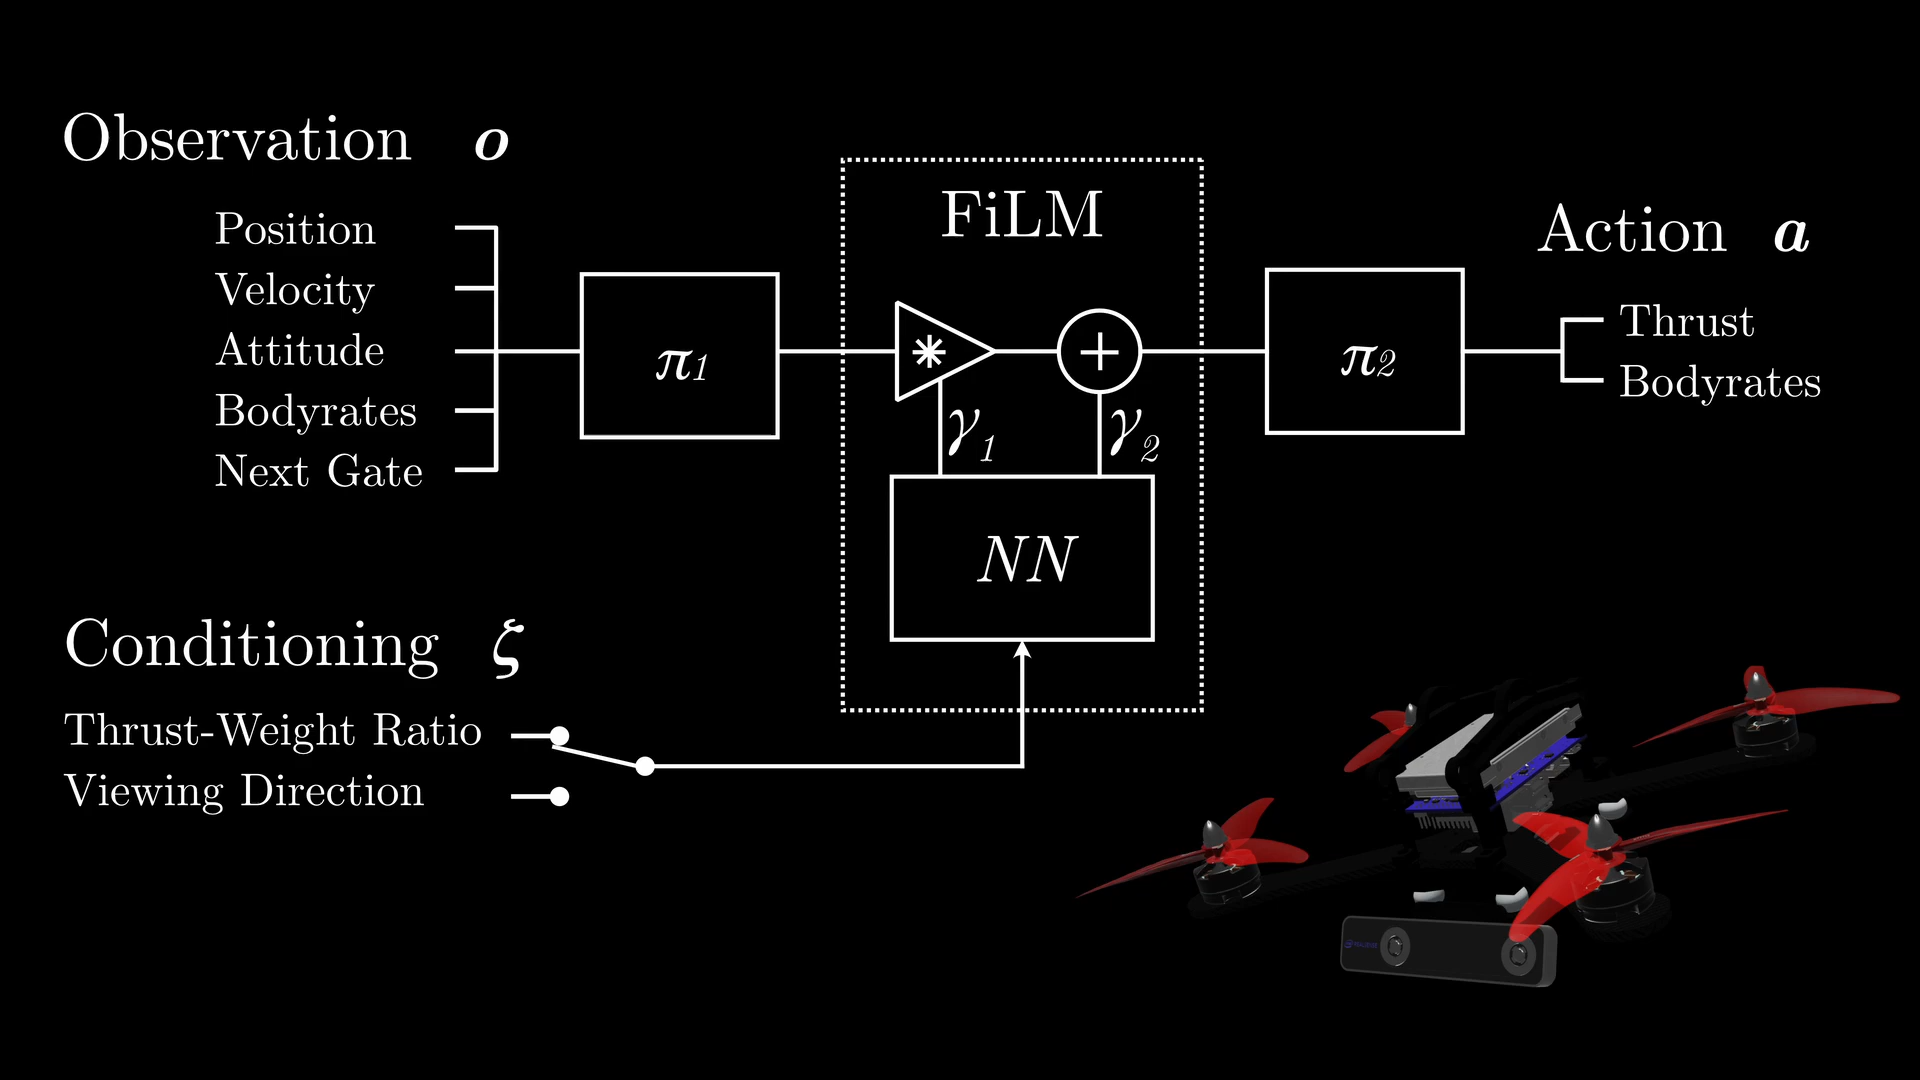 Observation o
Position
Velocity
Attitude
Bodyrates
Next Gate
π1
FiLM
*
+
γ1
γ2
NN
π2
Action a
Thrust
Bodyrates
Conditioning ζ
Thrust-Weight Ratio
Viewing Direction